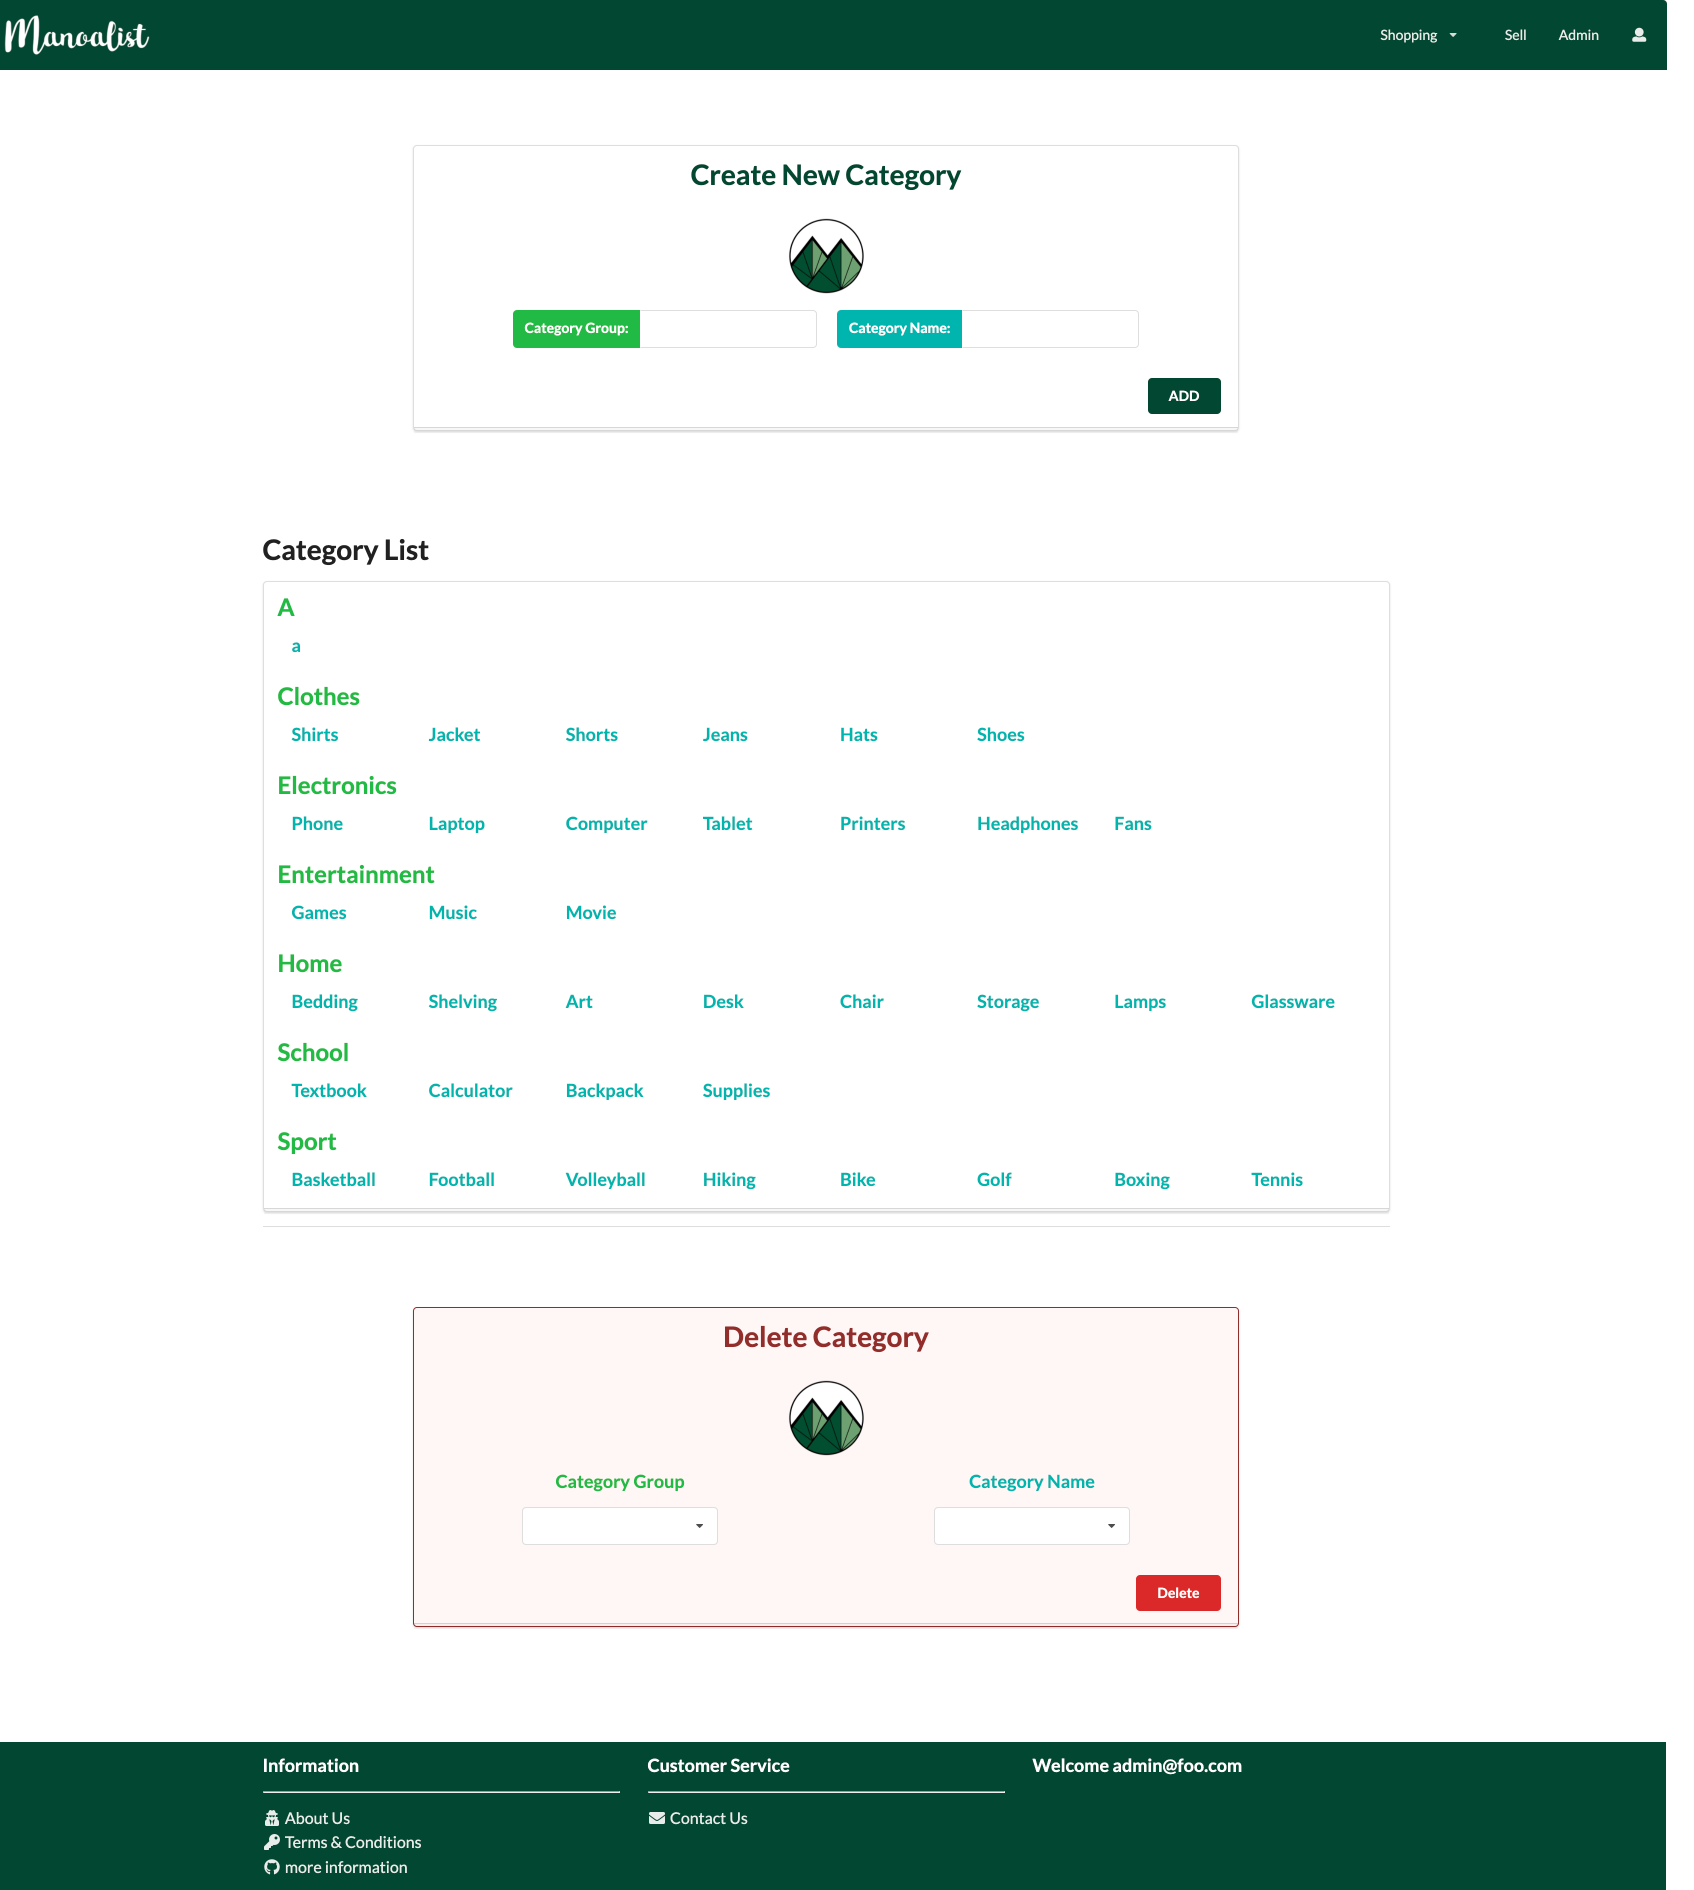 Manoalist
Shopping Sell Admin
Create New Category
Category Group: Category Name:
ADD
Category List
A
a
Clothes
Shirts Jacket Shorts Jeans Hats Shoes
Electronics
Phone Laptop Computer Tablet Printers Headphones Fans
Entertainment
Games Music Movie
Home
Bedding Shelving Art Desk Chair Storage Lamps Glassware
School
Textbook Calculator Backpack Supplies
Sport
Basketball Football Volleyball Hiking Bike Golf Boxing Tennis
Delete Category
Category Group Category Name
Delete
Information Customer Service Welcome admin@foo.com
About Us Contact Us
Terms & Conditions
more information